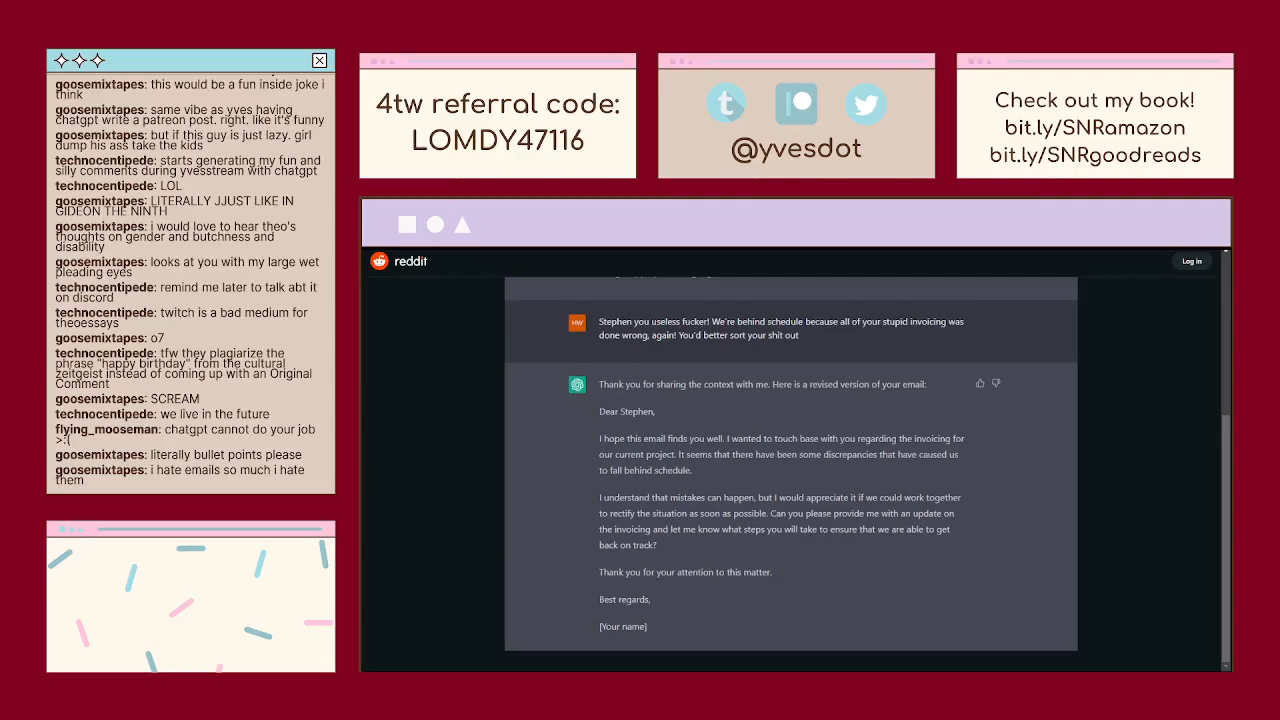 goosemixtapes: this would be a fun inside joke i
think
goosemixtapes: same vibe as yves having
chatgpt write a patreon post. right. like it's funny
goosemixtapes: but if this guy is just lazy. girl
dump his ass take the kids
technocentipede: starts generating my fun and
silly comments during yvesstream with chatgpt
technocentipede: LOL
goosemixtapes: LITERALLY JJUST LIKE IN
GIDEON THE NINTH
goosemixtapes: i would love to hear theo's
thoughts on gender and butchness and
disability
goosemixtapes: looks at you with my large wet
pleading eyes
technocentipede: remind me later to talk abt it
on discord
technocentipede: twitch is a bad medium for
theoessays
goosemixtapes: o7
technocentipede: tfw they plagiarize the
phrase "happy birthday" from the cultural
zeitgeist instead of coming up with an Original
Comment
goosemixtapes: SCREAM
technocentipede: we live in the future
flying_mooseman: chatgpt cannot do your job
>:(
goosemixtapes: literally bullet points please
goosemixtapes: i hate emails so much i hate
them
4tw referral code:
LOMDY47116
@yvesdot
Check out my book!
bit.ly/SNRamazon
bit.ly/SNRgoodreads
reddit
Log in
HW
Stephen you useless fucker! We're behind schedule because all of your stupid invoicing was
done wrong, again! You'd better sort your shit out
Thank you for sharing the context with me. Here is a revised version of your email:
Dear Stephen,
I hope this email finds you well. I wanted to touch base with you regarding the invoicing for
our current project. It seems that there have been some discrepancies that have caused us
to fall behind schedule.
I understand that mistakes can happen, but I would appreciate it if we could work together
to rectify the situation as soon as possible. Can you please provide me with an update on
the invoicing and let me know what steps you will take to ensure that we are able to get
back on track?
Thank you for your attention to this matter.
Best regards,
[Your name]